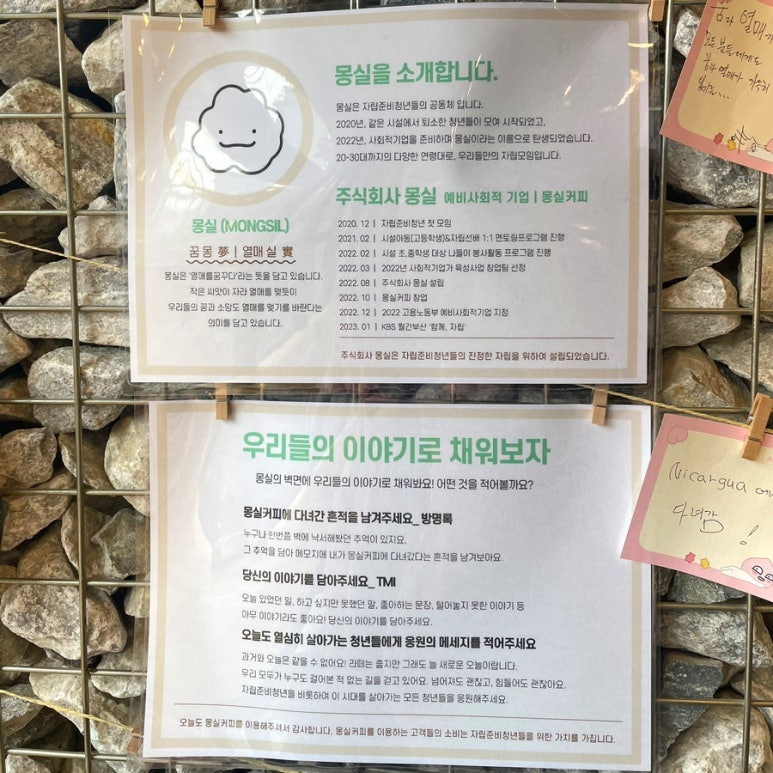 몽실을 소개합니다.
몽실은 자립준비청년들의 공동체 입니다.
2020년, 같은 시설에서 퇴소한 청년들이 모여 시작되었고,
2022년, 사회적기업을 준비하며 몽실이라는 이름으로 탄생되었습니다.
20-30대까지의 다양한 연령대로, 우리들만의 자립모임입니다.
몽실 (MONGSIL)
꿈 몽 夢 | 열매 실 實
몽실은 '열매를꿈꾸다'라는 뜻을 담고 있습니다.
작은 씨앗이 자라 열매를 맺듯이
우리들의 꿈과 소망도 열매를 맺기를 바란다는
의미를 담고 있습니다.
주식회사 몽실 예비사회적 기업 | 몽실커피
2020. 12 | 자립준비청년 첫 모임
2021. 02 | 시설아동(고등학생)&자립선배 1:1 멘토링프로그램 진행
2022. 02 | 시설 초,중학생 대상 나들이 봉사활동 프로그램 진행
2022. 03 | 2022년 사회적기업가 육성사업 창업팀 선정
2022. 08 | 주식회사 몽실 설립
2022. 10 | 몽실커피 창업
2022. 12 | 2022 고용노동부 예비사회적기업 지정
2023. 01 | KBS 월간부산 '함께, 자립'
주식회사 몽실은 자립준비청년들의 진정한 자립을 위하여 설립되었습니다.
우리들의 이야기로 채워보자
몽실의 벽면에 우리들의 이야기로 채워봐요! 어떤 것을 적어볼까요?
몽실커피에 다녀간 흔적을 남겨주세요_ 방명록
누구나 한번쯤 벽에 낙서해봤던 추억이 있지요.
그 추억을 담아 메모지에 내가 몽실커피에 다녀갔다는 흔적을 남겨보아요.
당신의 이야기를 담아주세요_ TMI
오늘 있었던 일, 하고 싶지만 못했던 말, 좋아하는 문장, 털어놓지 못한 이야기 등
아무 이야기라도 좋아요! 당신의 이야기를 담아주세요.
오늘도 열심히 살아가는 청년들에게 응원의 메세지를 적어주세요
과거와 오늘은 같을 수 없어요! 라떼는 좋지만 그래도 늘 새로운 오늘이랍니다.
우리 모두가 누구도 걸어본 적 없는 길을 걷고 있어요. 넘어져도 괜찮고, 힘들어도 괜찮아요.
자립준비청년을 비롯하여 이 시대를 살아가는 모든 청년들을 응원해주세요.
오늘도 몽실커피를 이용해주셔서 감사합니다. 몽실커피를 이용하는 고객들의 소비는 자립준비청년들을 위한 가치를 가집니다.
꿈과 열매가
모든 분들에게도
꿈과 열매가
Nicargua에
다녀감 !